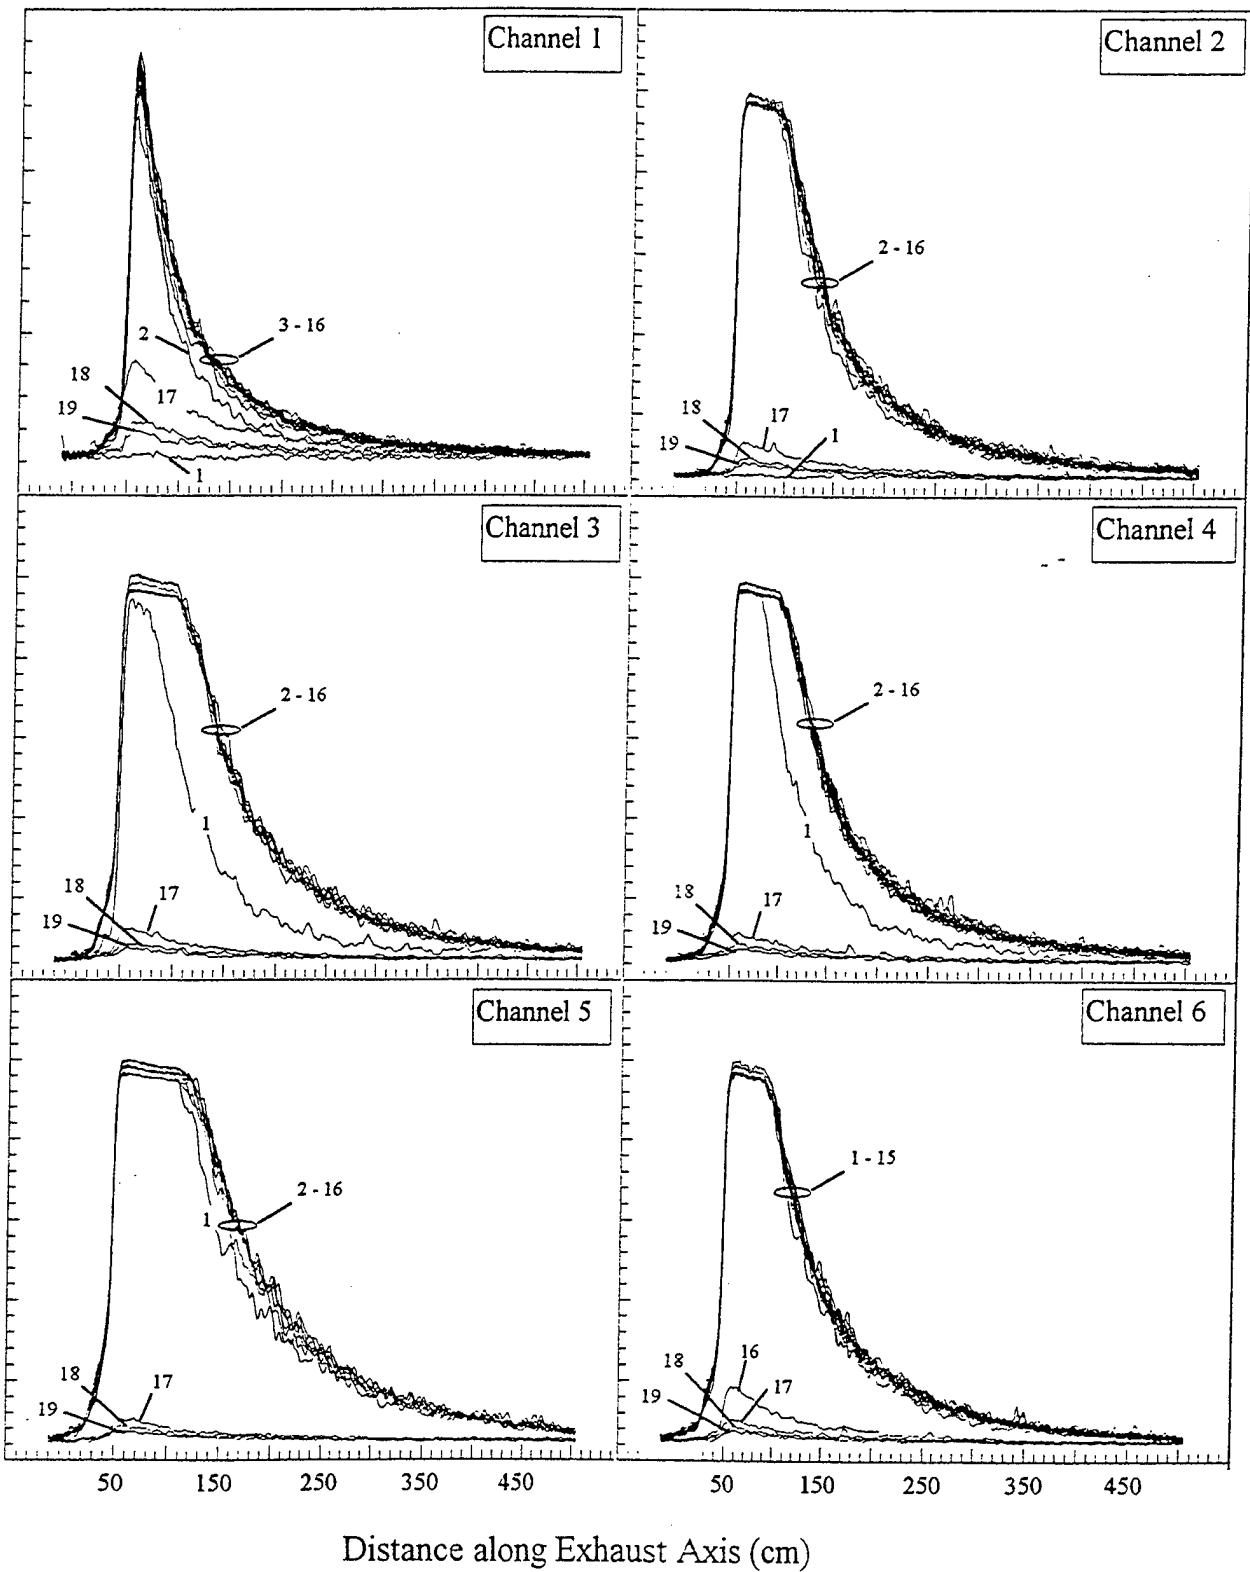 Channel 1
3 - 16
2
18
17
19
1
Channel 2
2 - 16
18
17
19
1
Channel 3
2 - 16
1
18
17
19
Channel 4
2 - 16
1
18
17
19
Channel 5
2 - 16
1
18
17
19
Channel 6
1 - 15
16
18
17
19
50 150 250 350 450
50 150 250 350 450
Distance along Exhaust Axis (cm)